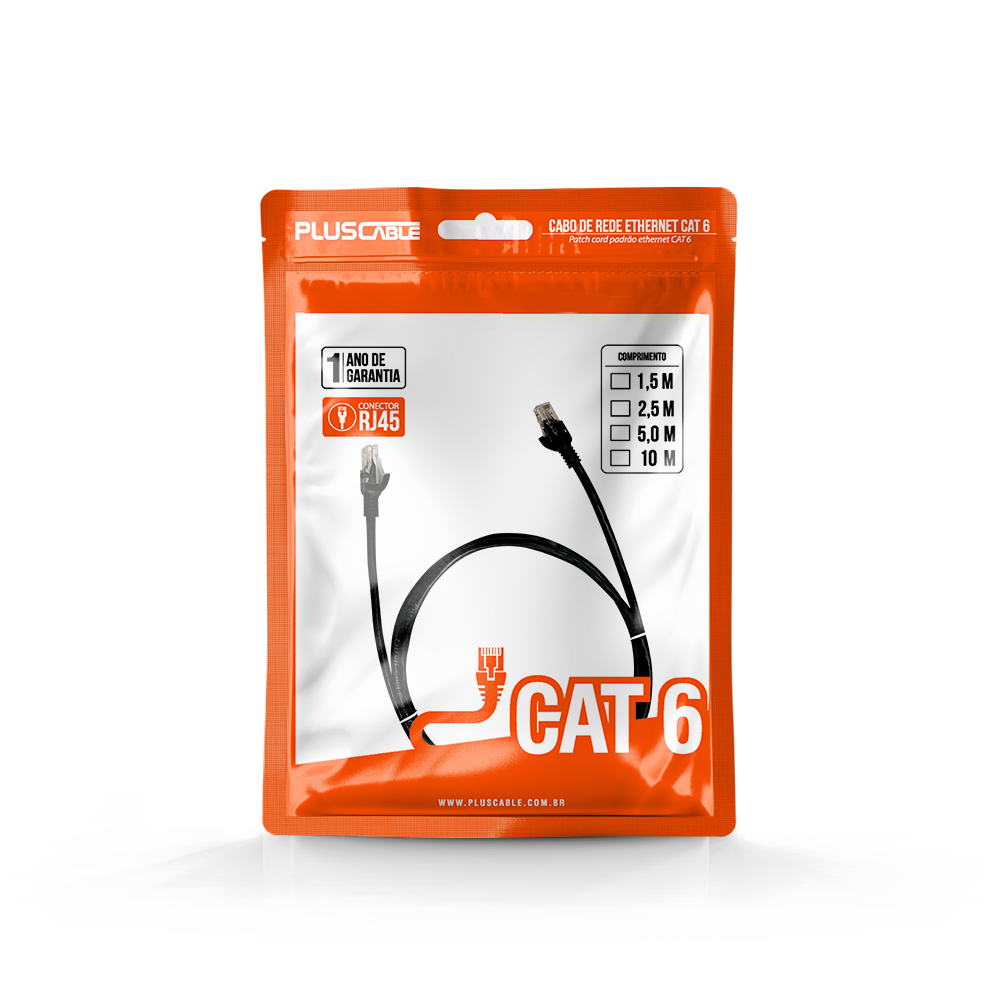 PLUSCABLE
CABO DE REDE ETHERNET CAT 6
Patch cord padrão ethernet CAT 6
1 ANO DE
GARANTIA
CONECTOR
RJ45
COMPRIMENTO
1,5 M
2,5 M
5,0 M
10 M
CAT 6
WWW.PLUSCABLE.COM.BR